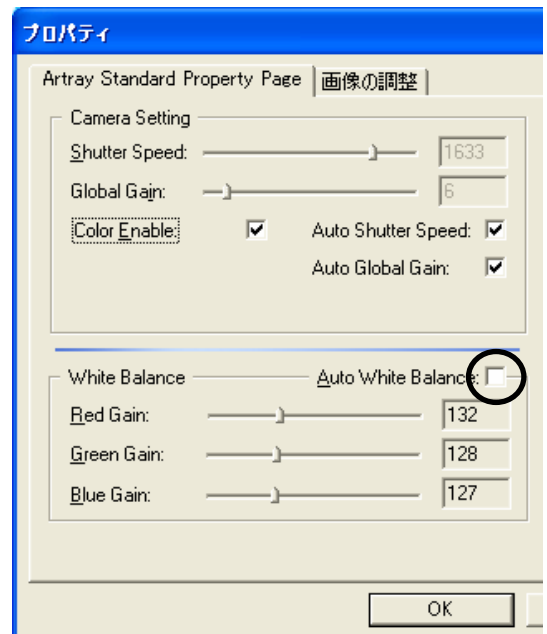 プロパティ
Artray Standard Property Page 画像の調整
Camera Setting
Shutter Speed: 1633
Global Gain: 6
Color Enable: Auto Shutter Speed:
Auto Global Gain:
White Balance Auto White Balance:
Red Gain: 132
Green Gain: 128
Blue Gain: 127
OK